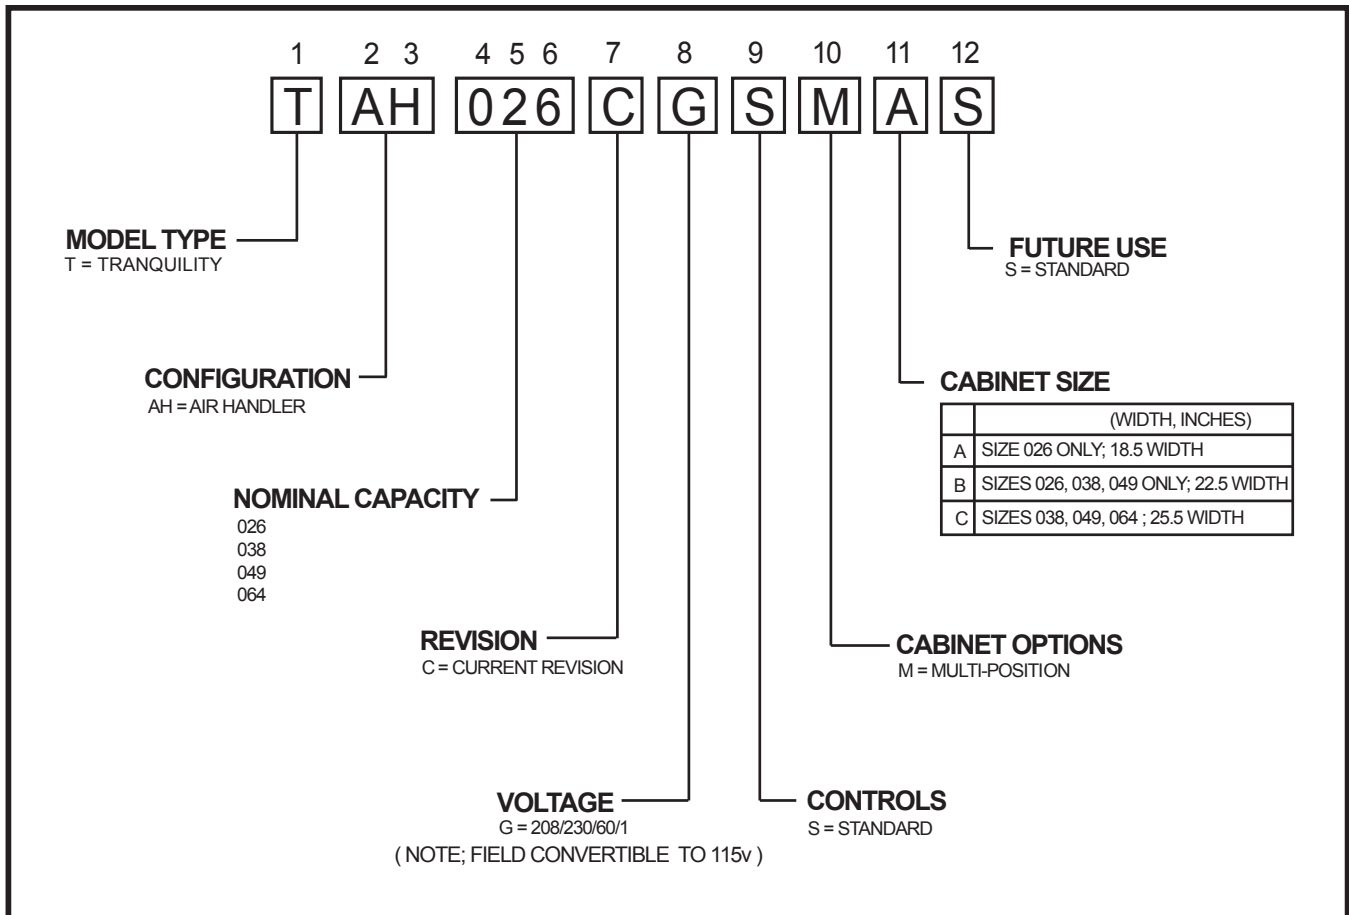 1 2 3 4 5 6 7 8 9 10 11 12
T AH 026 C G S M A S
MODEL TYPE
T = TRANQUILITY
FUTURE USE
S = STANDARD
CONFIGURATION
AH = AIR HANDLER
CABINET SIZE
(WIDTH, INCHES)
A SIZE 026 ONLY; 18.5 WIDTH
B SIZES 026, 038, 049 ONLY; 22.5 WIDTH
C SIZES 038, 049, 064 ; 25.5 WIDTH
NOMINAL CAPACITY
026
038
049
064
REVISION
C = CURRENT REVISION
CABINET OPTIONS
M = MULTI-POSITION
VOLTAGE
G = 208/230/60/1
( NOTE; FIELD CONVERTIBLE TO 115v )
CONTROLS
S = STANDARD